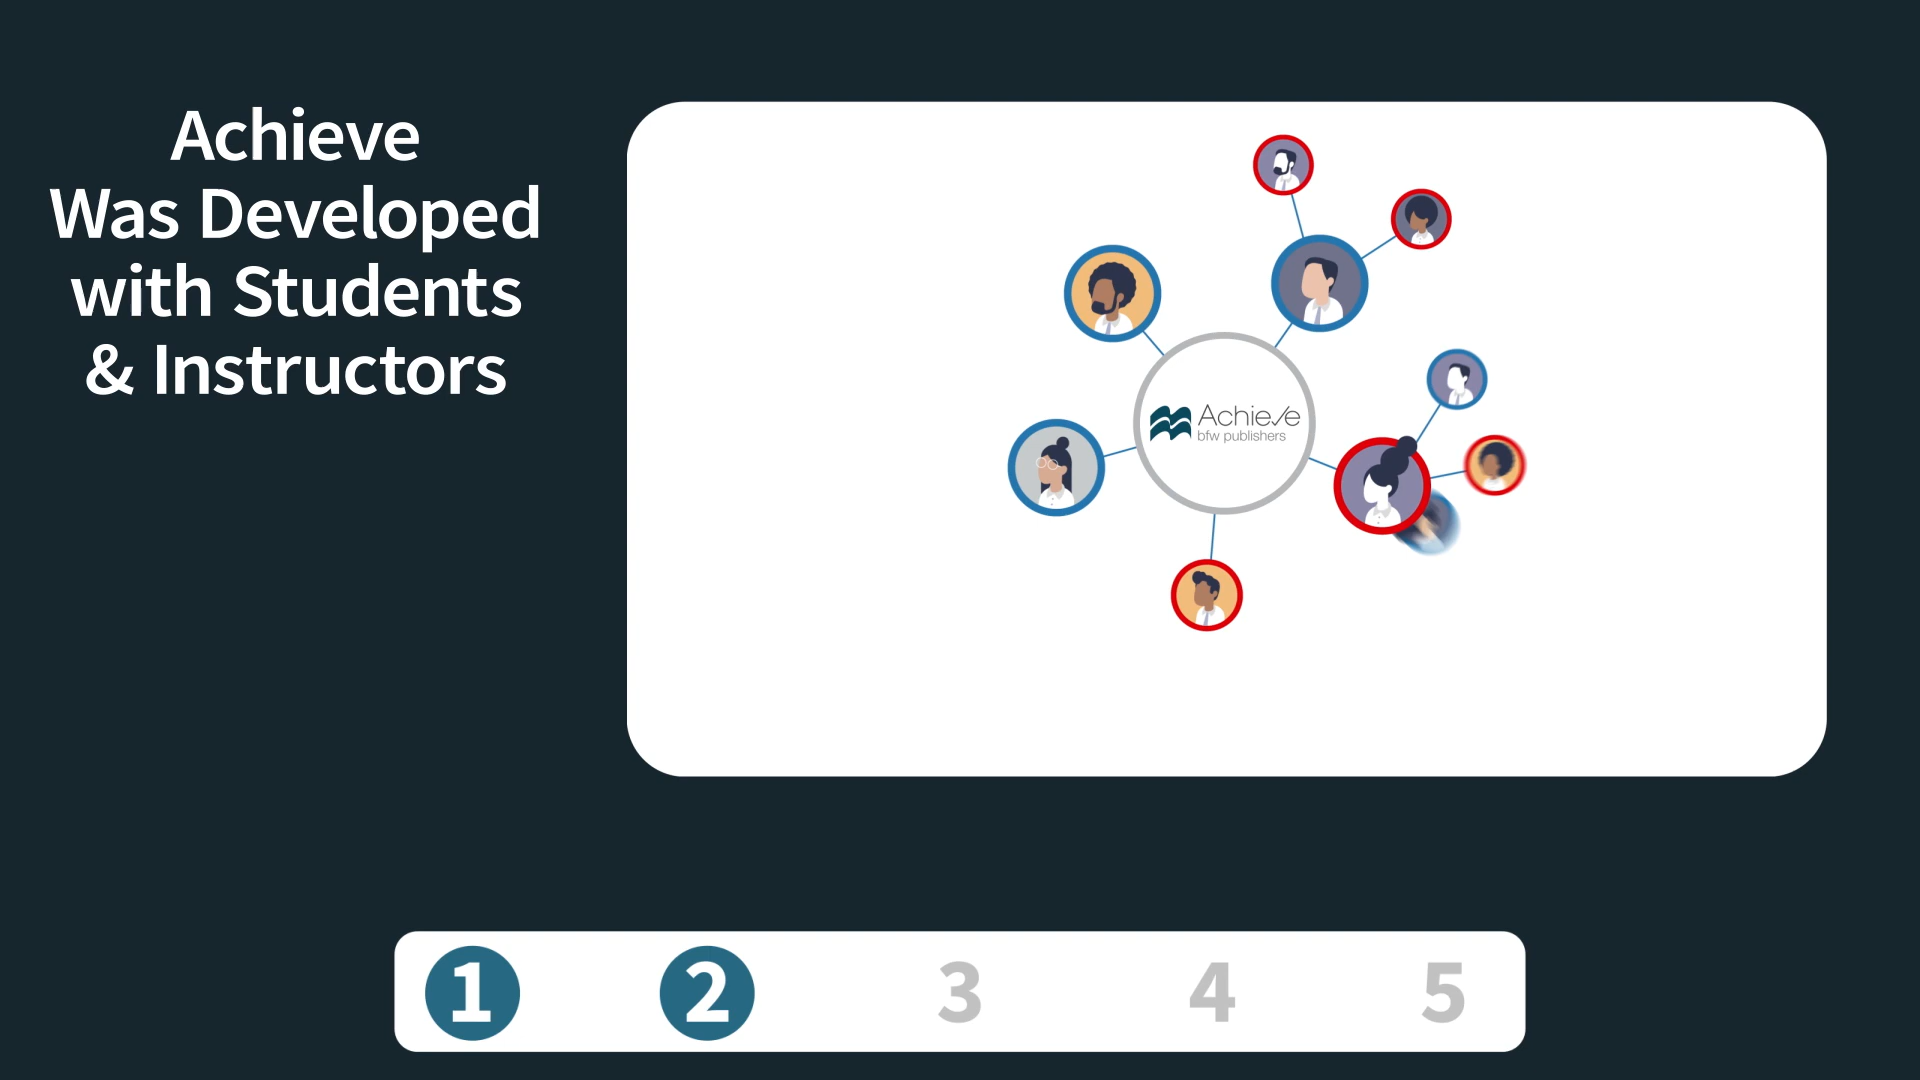 Achieve
Was Developed
with Students
& Instructors
Achieve
bfw publishers
1 2 3 4 5